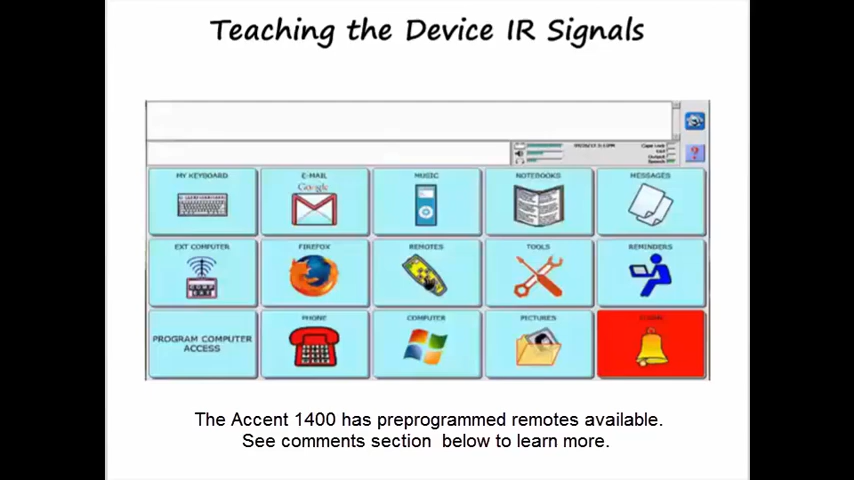 Teaching the Device IR Signals
?
MY KEYBOARD
E-MAIL
MUSIC
NOTEBOOKS
MESSAGES
Google
EXT COMPUTER
FIREFOX
REMOTES
TOOLS
REMINDERS
PROGRAM COMPUTER
ACCESS
PHONE
COMPUTER
PICTURES
The Accent 1400 has preprogrammed remotes available.
See comments section below to learn more.